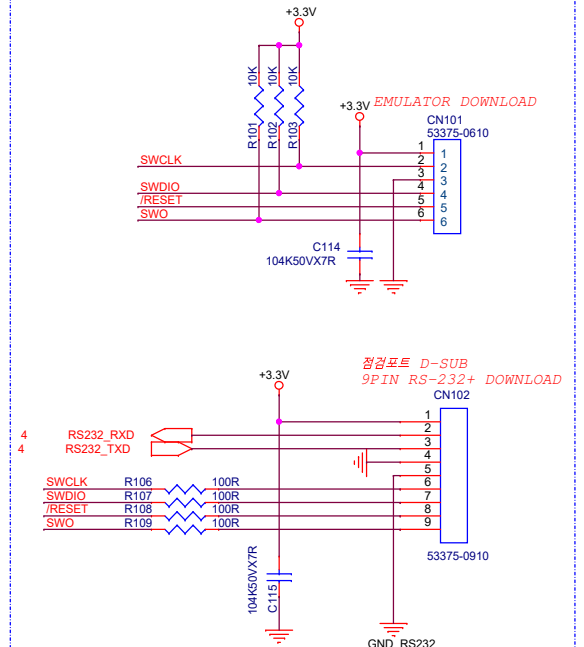 +3.3V
10K
10K
10K
R101
R102
R103
+3.3V
EMULATOR DOWNLOAD
CN101
53375-0610
SWCLK
SWDIO
/RESET
SWO
1
2
3
4
5
6
1
2
3
4
5
6
C114
104K50VX7R
점검포트 D-SUB
9PIN RS-232+ DOWNLOAD
+3.3V
CN102
4
RS232_RXD
4
RS232_TXD
1
2
3
4
5
6
7
8
9
SWCLK R106 100R
SWDIO R107 100R
/RESET R108 100R
SWO R109 100R
53375-0910
104K50VX7R
C115
GND_RS232